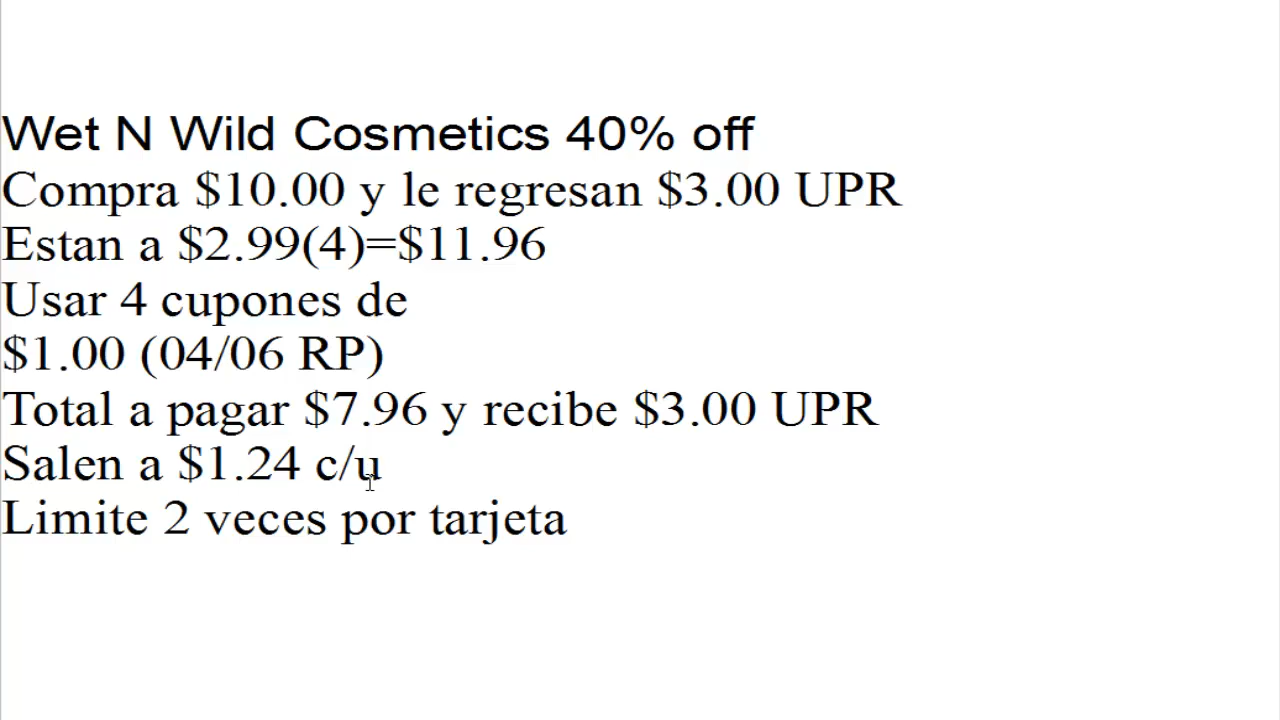 Wet N Wild Cosmetics 40% off
Compra $10.00 y le regresan $3.00 UPR
Estan a $2.99(4)=$11.96
Usar 4 cupones de
$1.00 (04/06 RP)
Total a pagar $7.96 y recibe $3.00 UPR
Salen a $1.24 c/u
Limite 2 veces por tarjeta